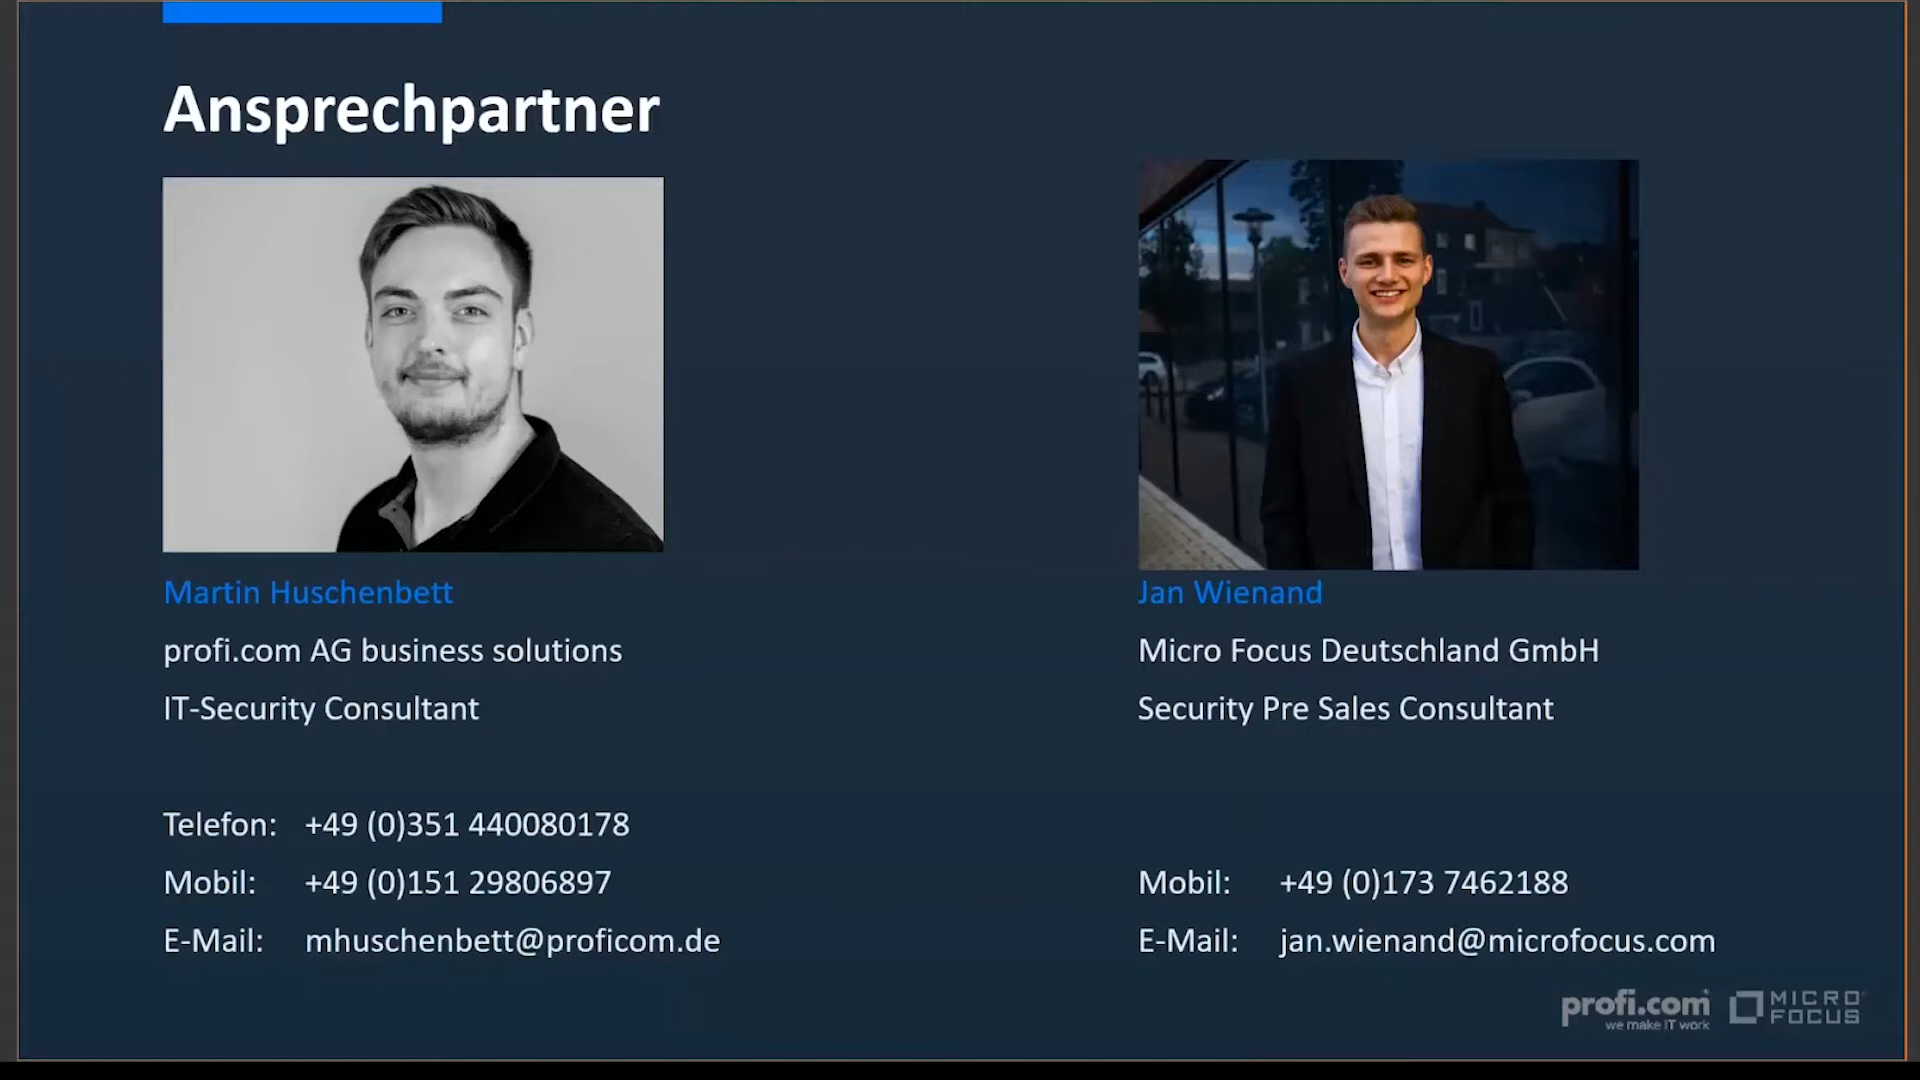 Ansprechpartner
Martin Huschenbett
profi.com AG business solutions
IT-Security Consultant
Telefon: +49 (0)351 440080178
Mobil: +49 (0)151 29806897
E-Mail: mhuschenbett@proficom.de
Jan Wienand
Micro Focus Deutschland GmbH
Security Pre Sales Consultant
Mobil: +49 (0)173 7462188
E-Mail: jan.wienand@microfocus.com
profi.com
we make IT work
MICRO
FOCUS